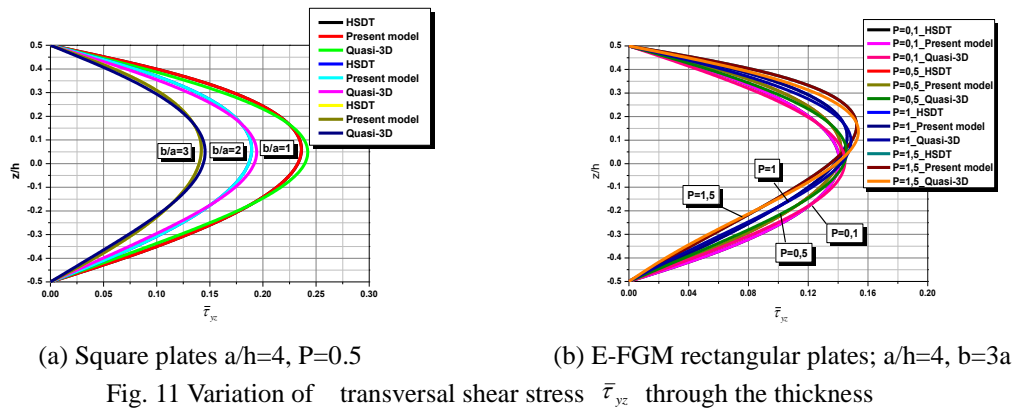 HSDT
Present model
Quasi-3D
HSDT
Present model
Quasi-3D
HSDT
Present model
Quasi-3D
0.5
0.4
0.3
0.2
0.1
0.0
-0.1
-0.2
-0.3
-0.4
-0.5
z/h
b/a=3
b/a=2
b/a=1
0.00
0.05
0.10
0.15
0.20
0.25
0.30
τ̄yz
P=0,1_HSDT
P=0,1_Present model
P=0,1_Quasi-3D
P=0,5_HSDT
P=0,5_Present model
P=0,5_Quasi-3D
P=1_HSDT
P=1_Present model
P=1_Quasi-3D
P=1,5_HSDT
P=1,5_Present model
P=1,5_Quasi-3D
0.5
0.4
0.3
0.2
0.1
0.0
-0.1
-0.2
-0.3
-0.4
-0.5
z/h
P=1
P=1,5
P=0,1
P=0,5
0.00
0.04
0.08
0.12
0.16
0.20
τ̄yz
(a) Square plates a/h=4, P=0.5
(b) E-FGM rectangular plates; a/h=4, b=3a
Fig. 11 Variation of transversal shear stress τ̄yz through the thickness